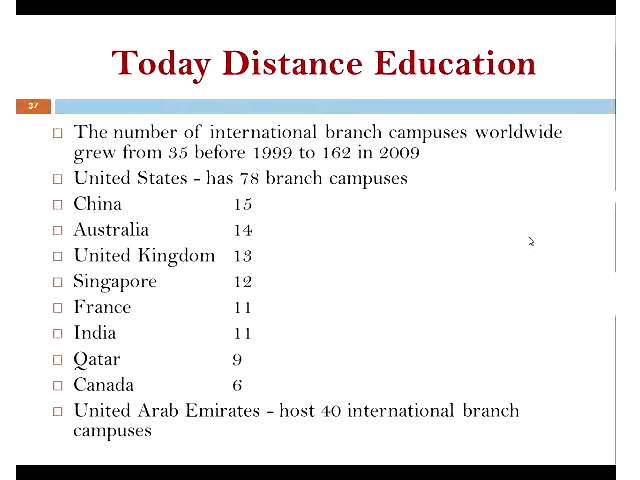 Today Distance Education
37
The number of international branch campuses worldwide
grew from 35 before 1999 to 162 in 2009
United States - has 78 branch campuses
China 15
Australia 14
United Kingdom 13
Singapore 12
France 11
India 11
Qatar 9
Canada 6
United Arab Emirates - host 40 international branch
campuses